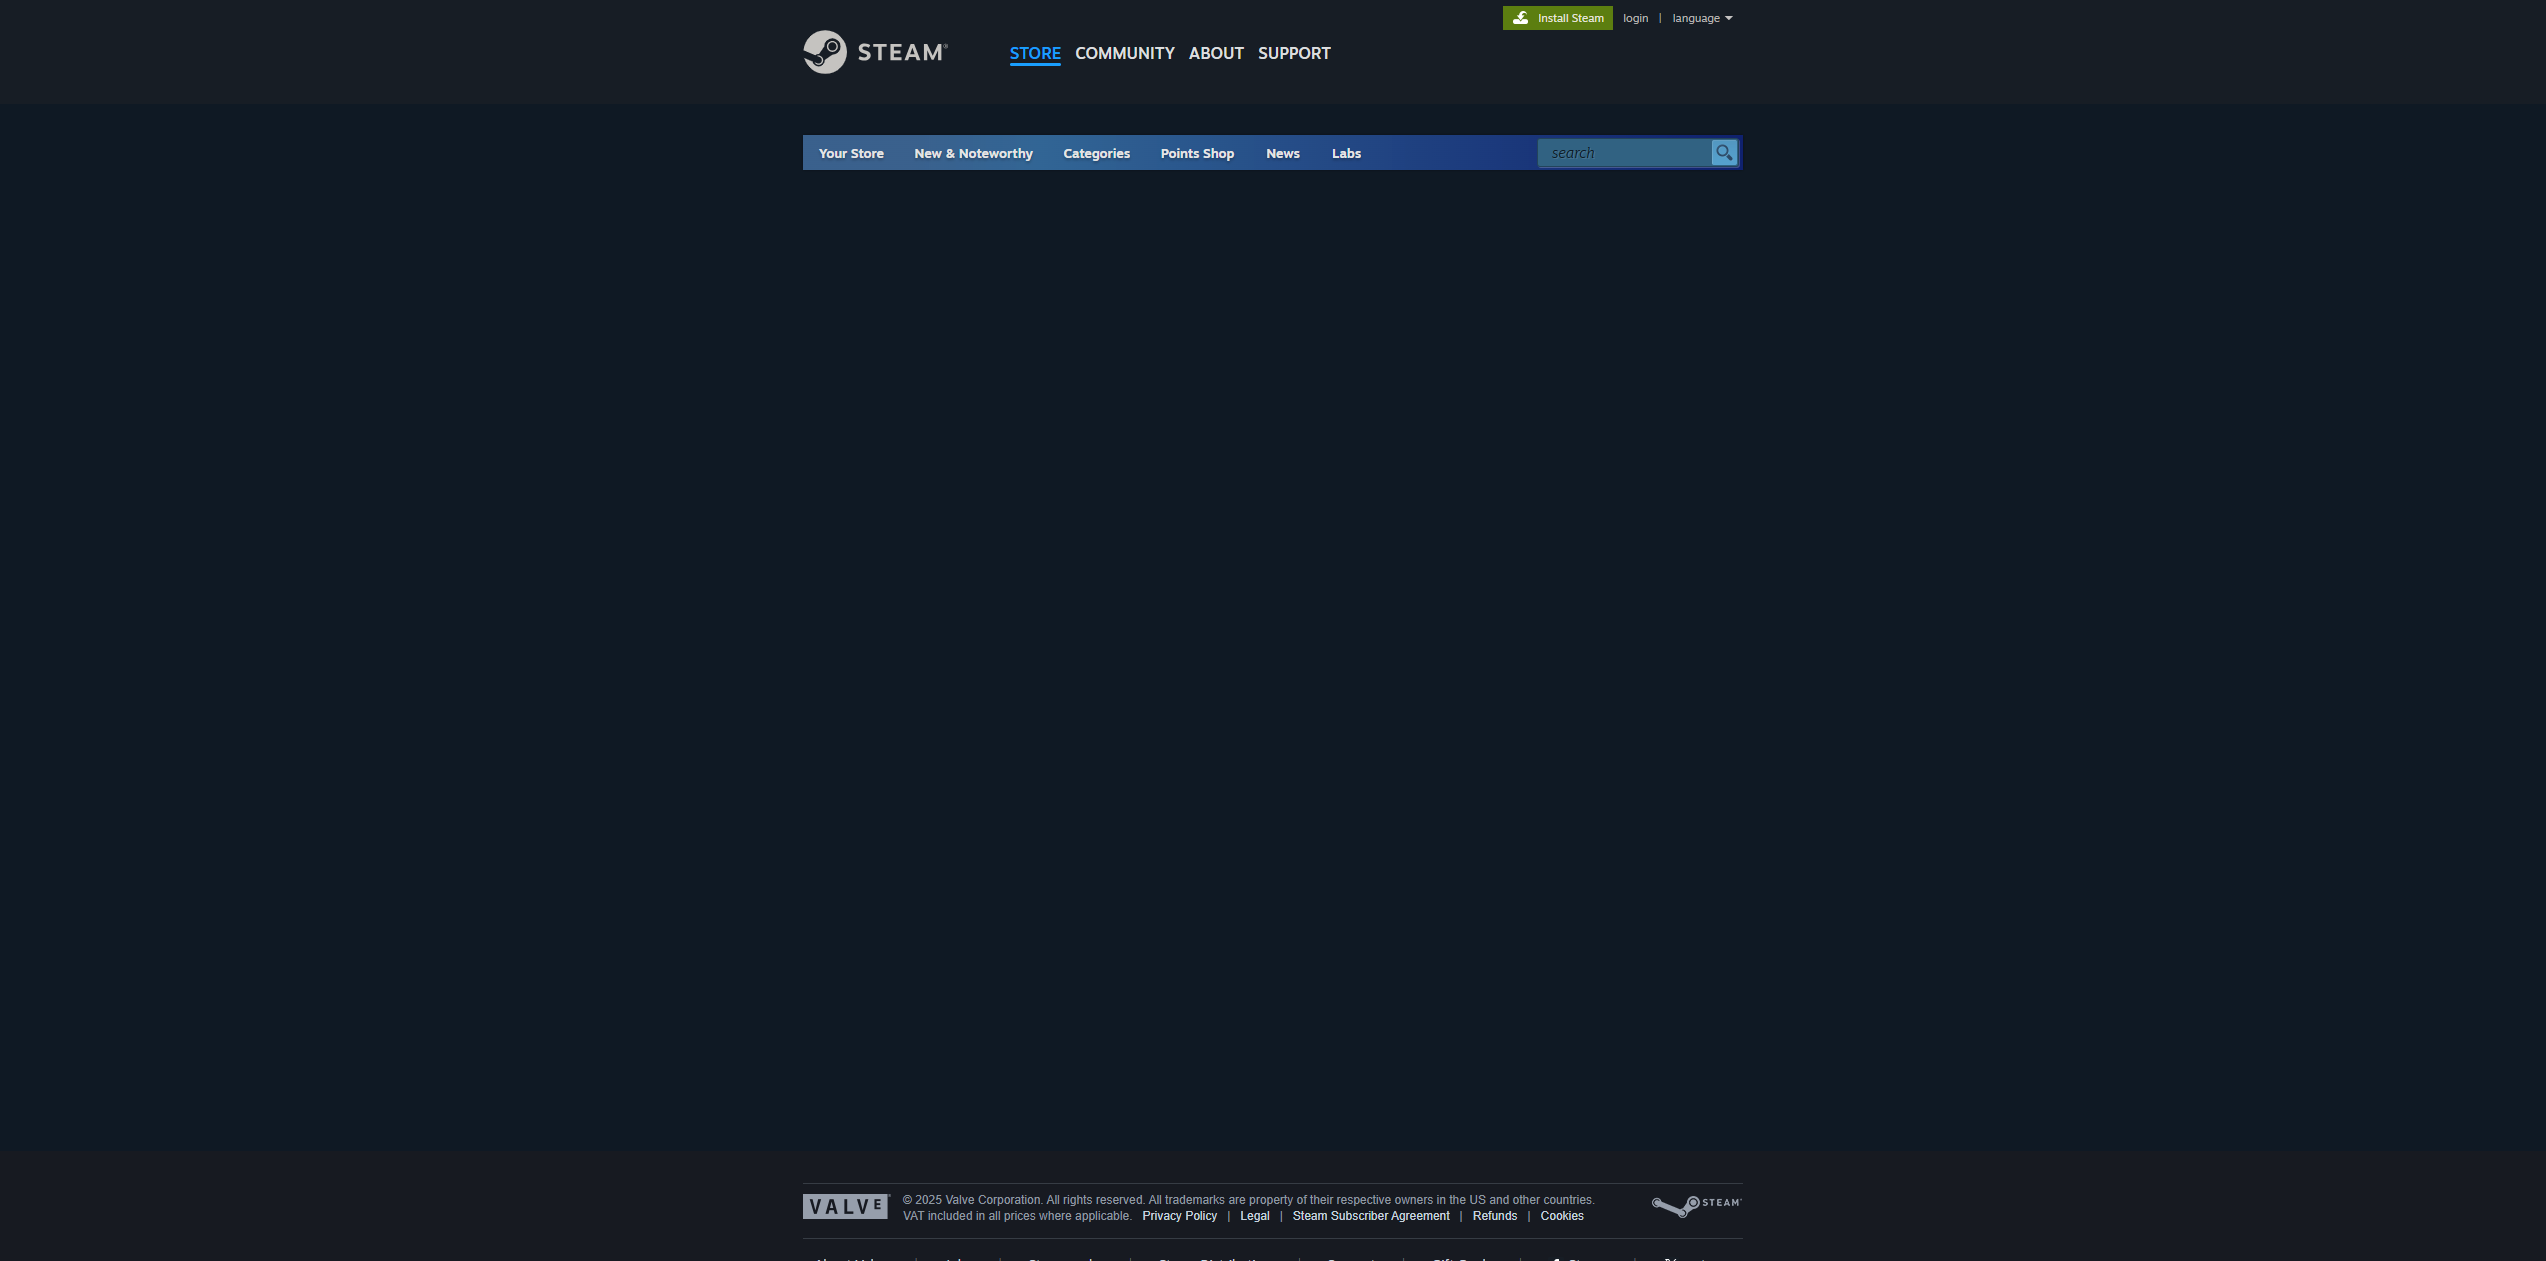 Install Steam login | language
STEAM®
STORE COMMUNITY ABOUT SUPPORT
Your Store New & Noteworthy Categories Points Shop News Labs search
VALVE © 2025 Valve Corporation. All rights reserved. All trademarks are property of their respective owners in the US and other countries. STEAM
VAT included in all prices where applicable. Privacy Policy | Legal | Steam Subscriber Agreement | Refunds | Cookies